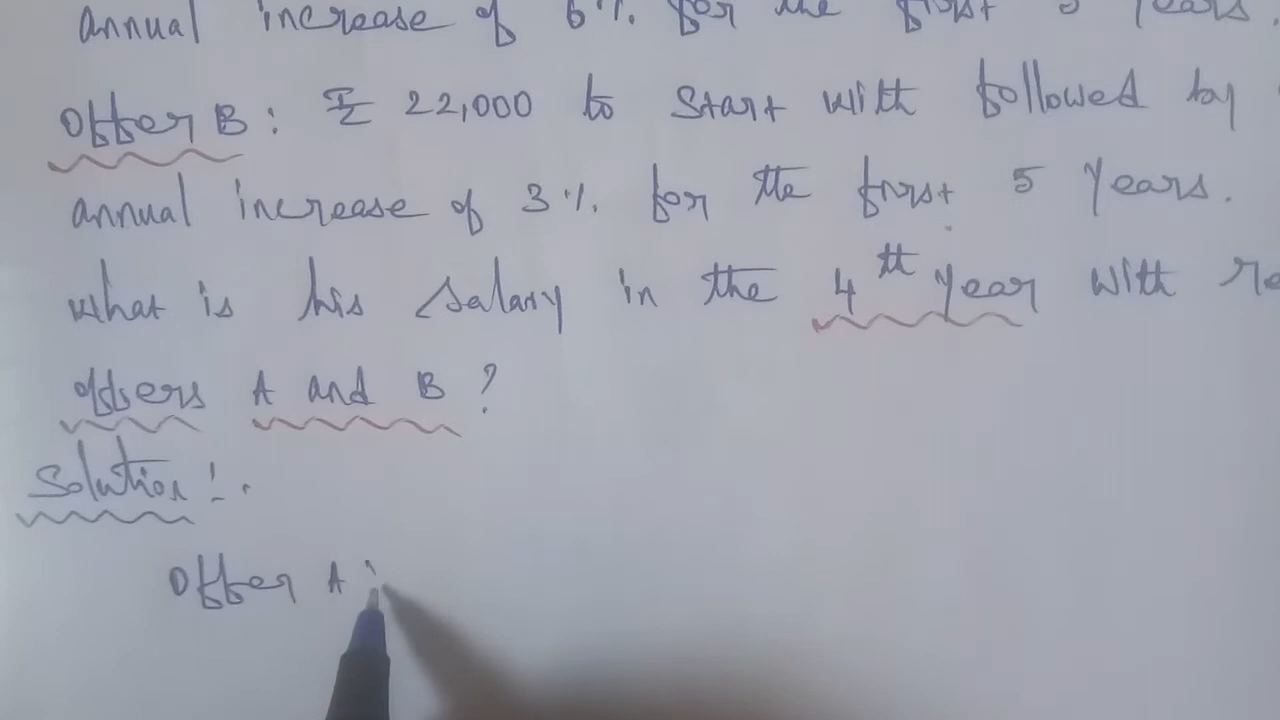 annual increase of 6% for the first 5 years.
Offer B: ₹ 22,000 to start with followed by
annual increase of 3% for the first 5 years.
what is his salary in the 4th year with re
offers A and B ?
Solution :.
Offer A :